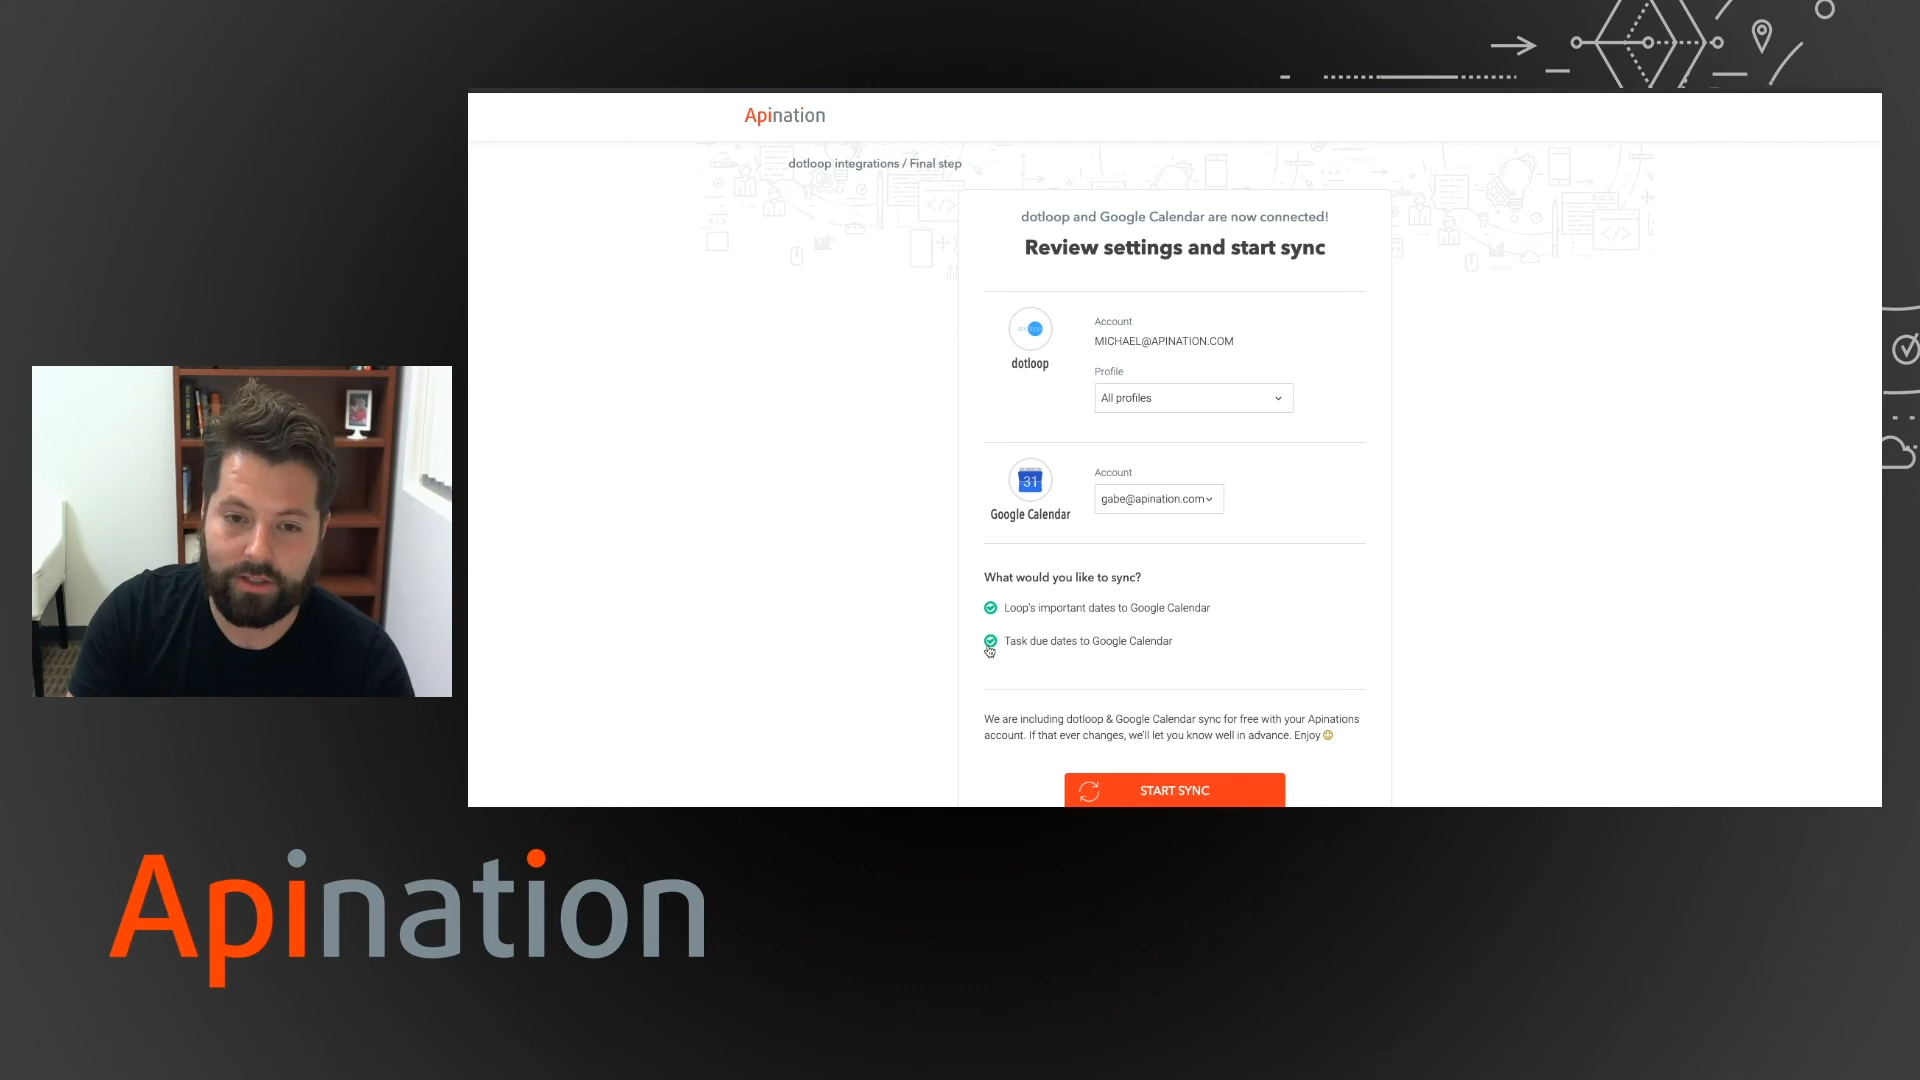 Apination
dotloop integrations / Final step
dotloop and Google Calendar are now connected!
Review settings and start sync
Account
MICHAEL@APINATION.COM
dotloop
Profile
All profiles
31
Google Calendar
Account
gabe@apination.com
What would you like to sync?
Loop's important dates to Google Calendar
Task due dates to Google Calendar
We are including dotloop & Google Calendar sync for free with your Apinations
account. If that ever changes, we'll let you know well in advance. Enjoy
START SYNC
Apination